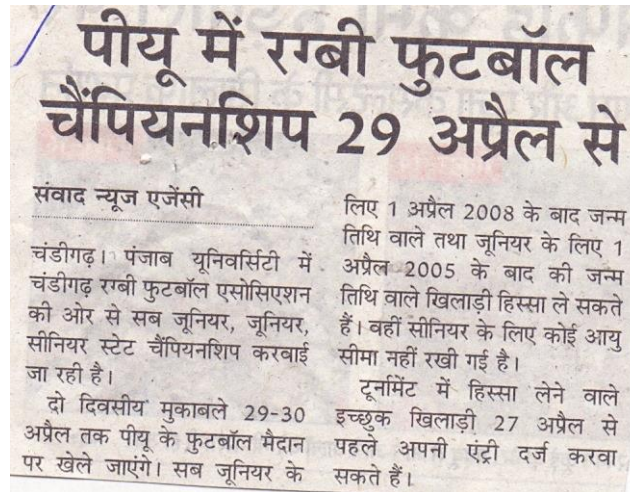 पीयू में रग्बी फुटबॉल
चैंपियनशिप 29 अप्रैल से
संवाद न्यूज एजेंसी
चंडीगढ़। पंजाब यूनिवर्सिटी में
चंडीगढ़ रग्बी फुटबॉल एसोसिएशन
की ओर से सब जूनियर, जूनियर,
सीनियर स्टेट चैंपियनशिप करवाई
जा रही है।
दो दिवसीय मुकाबले 29-30
अप्रैल तक पीयू के फुटबॉल मैदान
पर खेले जाएंगे। सब जूनियर के
लिए 1 अप्रैल 2008 के बाद जन्म
तिथि वाले तथा जूनियर के लिए 1
अप्रैल 2005 के बाद की जन्म
तिथि वाले खिलाड़ी हिस्सा ले सकते
हैं। वहीं सीनियर के लिए कोई आयु
सीमा नहीं रखी गई है।
टूर्नामेंट में हिस्सा लेने वाले
इच्छुक खिलाड़ी 27 अप्रैल से
पहले अपनी एंट्री दर्ज करवा
सकते हैं।